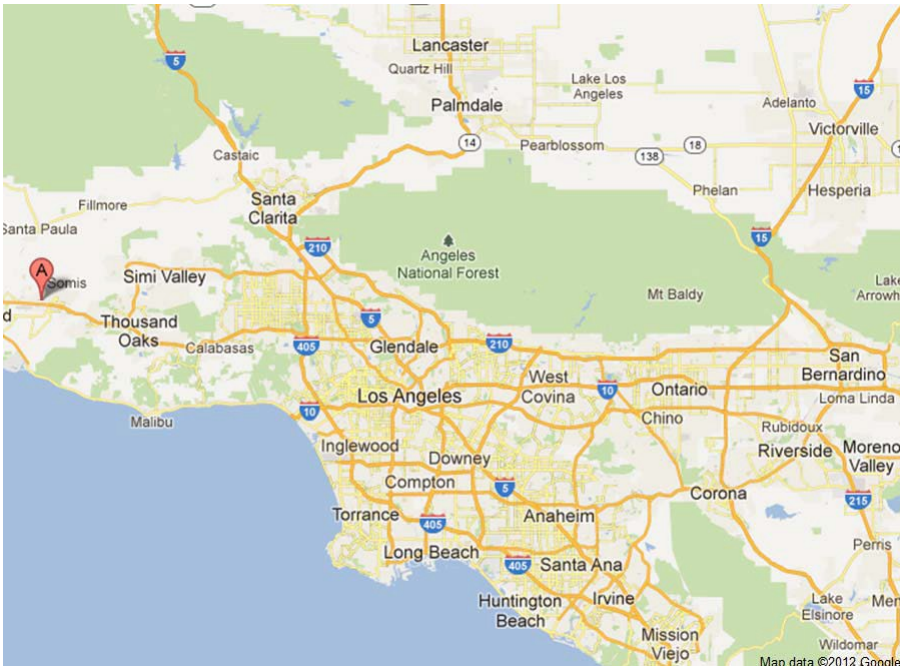 5
Lancaster
Quartz Hill
Lake Los
Angeles
15
Palmdale
Adelanto
Victorville
14
Pearblossom
138
18
1
Castaic
Phelan
Hesperia
Santa
Clarita
Fillmore
Santa Paula
210
15
Angeles
National Forest
A
Somis
Simi Valley
Lake
Arrowh
Mt Baldy
d
Thousand
Oaks
5
Calabasas
405
Glendale
210
San
Bernardino
West
Covina
10
Ontario
Los Angeles
Loma Linda
10
Malibu
Chino
Rubidoux
Inglewood
Riverside
Moreno
Valley
Downey
Compton
5
Corona
215
Torrance
405
Anaheim
Long Beach
Perris
405
Santa Ana
Huntington
Beach
Irvine
Lake
Elsinore
Men
Mission
Viejo
Wildomar
Map data ©2012 Google